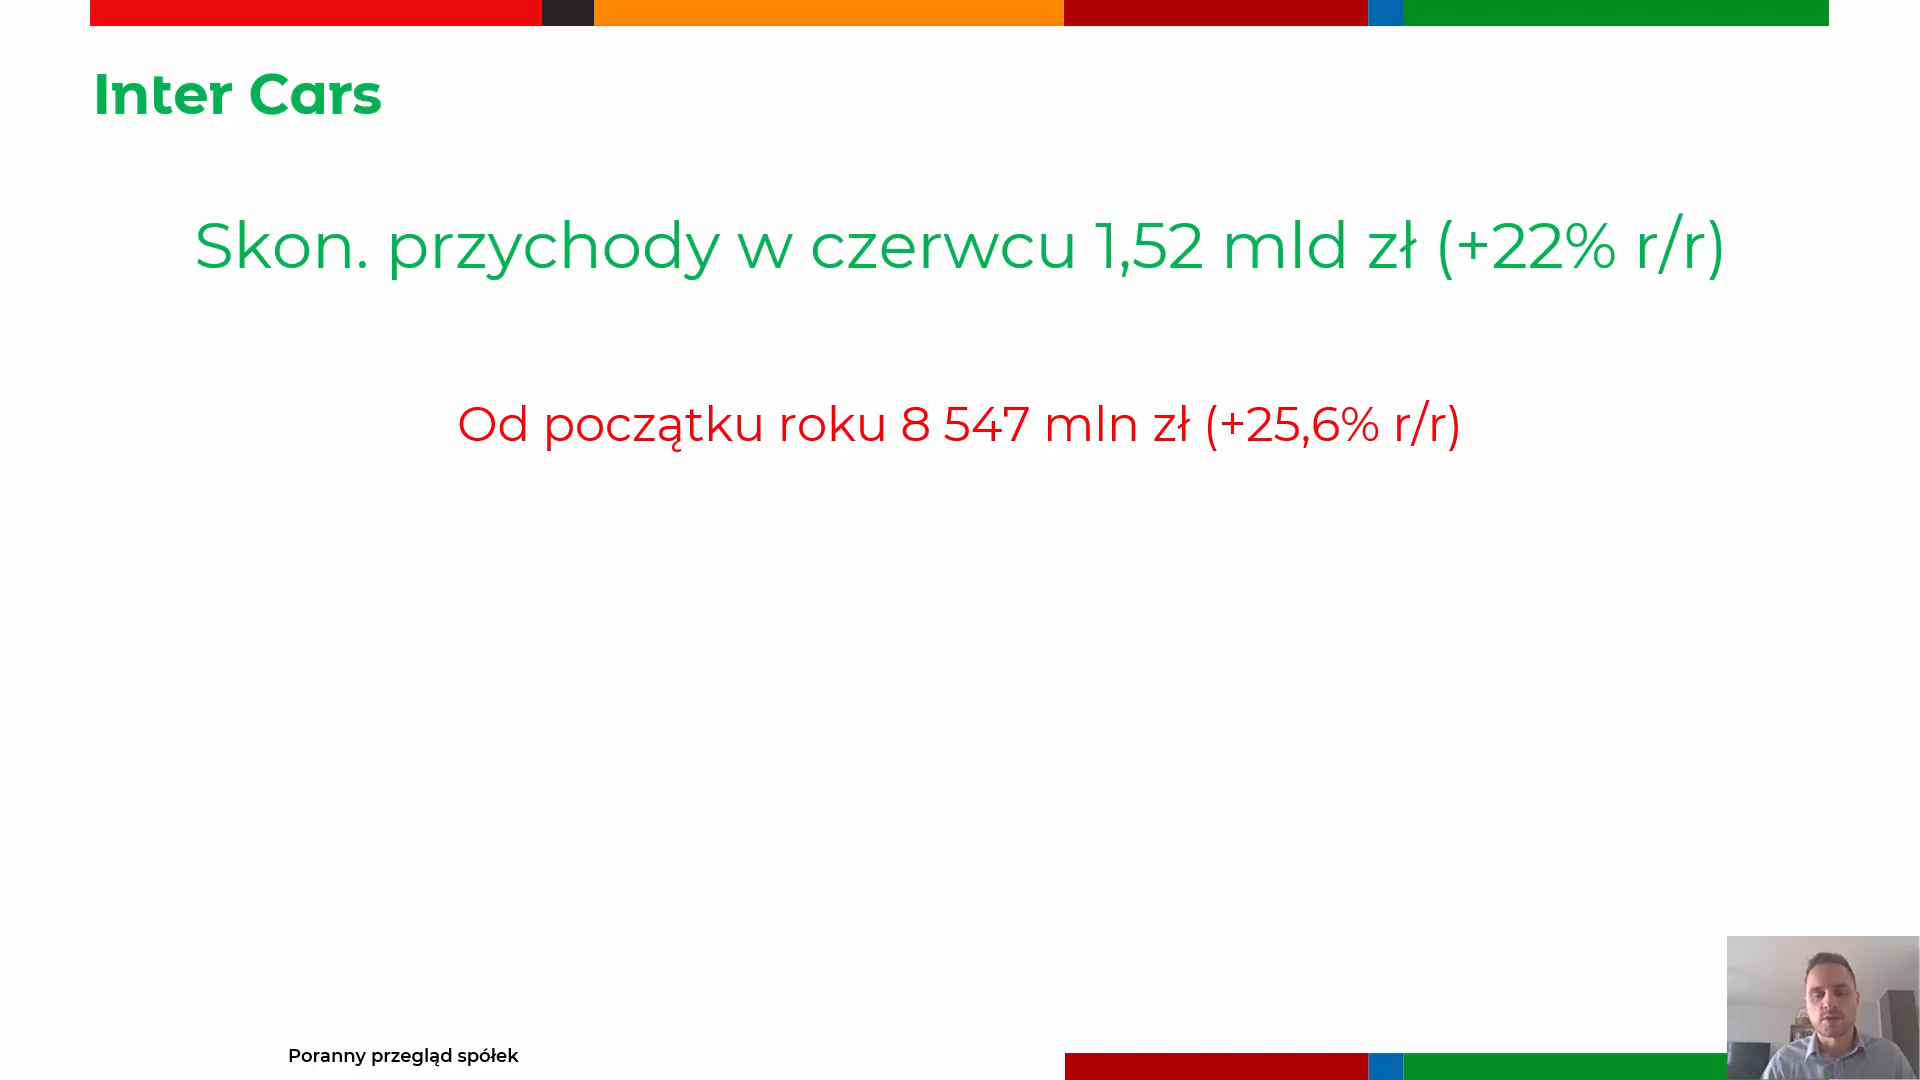 Inter Cars
Skon. przychody w czerwcu 1,52 mld zł (+22% r/r)
Od początku roku 8 547 mln zł (+25,6% r/r)
Poranny przegląd spółek